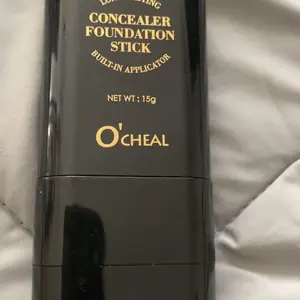 CONCEALER
FOUNDATION
STICK
BUILT-IN APPLICATOR
NET WT : 15g
O'CHEAL